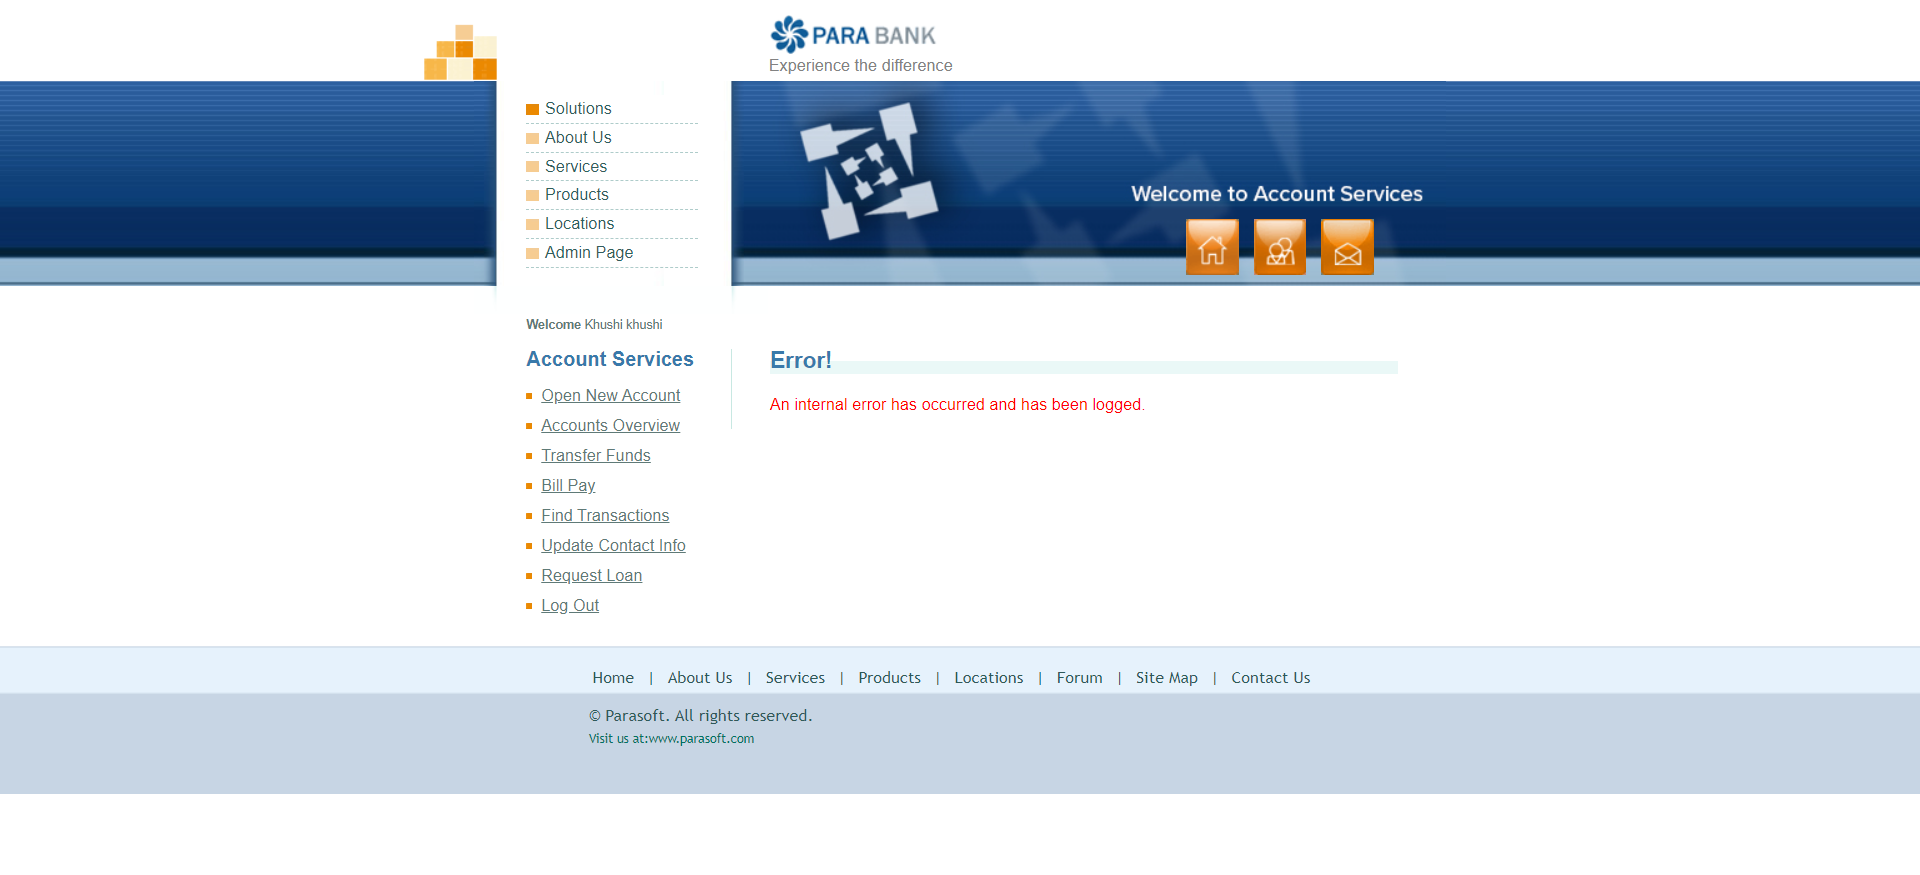 PARA BANK
Experience the difference
Solutions
About Us
Services
Products
Locations
Admin Page
Welcome to Account Services
Welcome Khushi khushi
Account Services
Open New Account
Accounts Overview
Transfer Funds
Bill Pay
Find Transactions
Update Contact Info
Request Loan
Log Out
Error!
An internal error has occurred and has been logged.
Home | About Us | Services | Products | Locations | Forum | Site Map | Contact Us
© Parasoft. All rights reserved.
Visit us at:www.parasoft.com